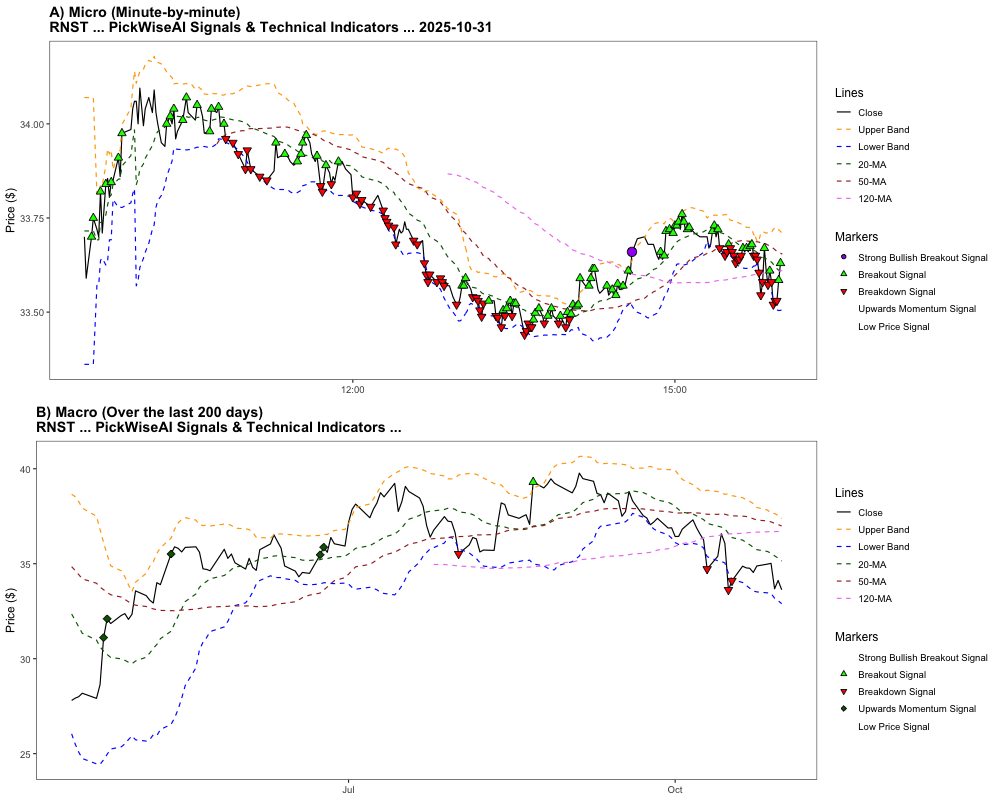 A) Micro (Minute-by-minute)
RNST ... PickWiseAI Signals & Technical Indicators ... 2025-10-31
Price ($)
34.00
33.75
33.50
12:00
15:00
Lines
Close
Upper Band
Lower Band
20-MA
50-MA
120-MA
Markers
Strong Bullish Breakout Signal
Breakout Signal
Breakdown Signal
Upwards Momentum Signal
Low Price Signal
B) Macro (Over the last 200 days)
RNST ... PickWiseAI Signals & Technical Indicators ...
Price ($)
40
35
30
25
Jul
Oct
Lines
Close
Upper Band
Lower Band
20-MA
50-MA
120-MA
Markers
Strong Bullish Breakout Signal
Breakout Signal
Breakdown Signal
Upwards Momentum Signal
Low Price Signal